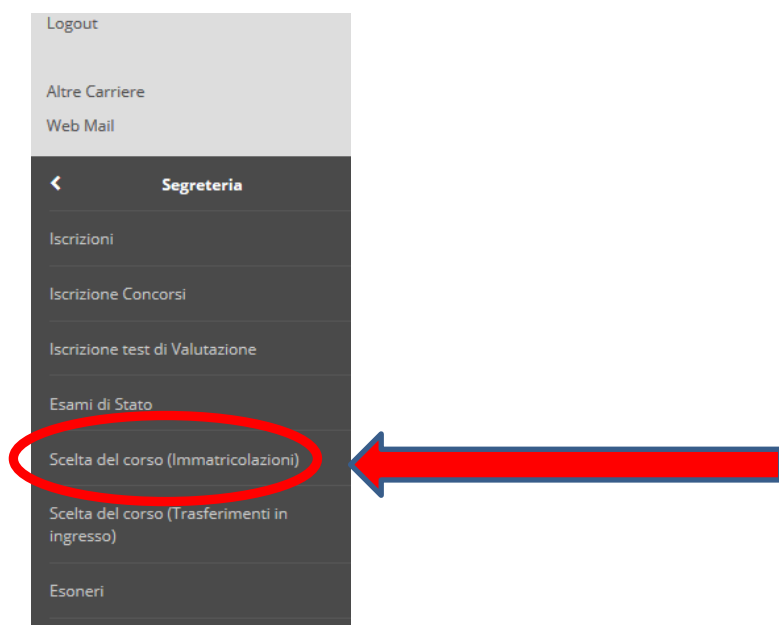 Logout
Altre Carriere
Web Mail
Segreteria
Iscrizioni
Iscrizione Concorsi
Iscrizione test di Valutazione
Esami di Stato
Scelta del corso (Immatricolazioni)
Scelta del corso (Trasferimenti in
ingresso)
Esoneri